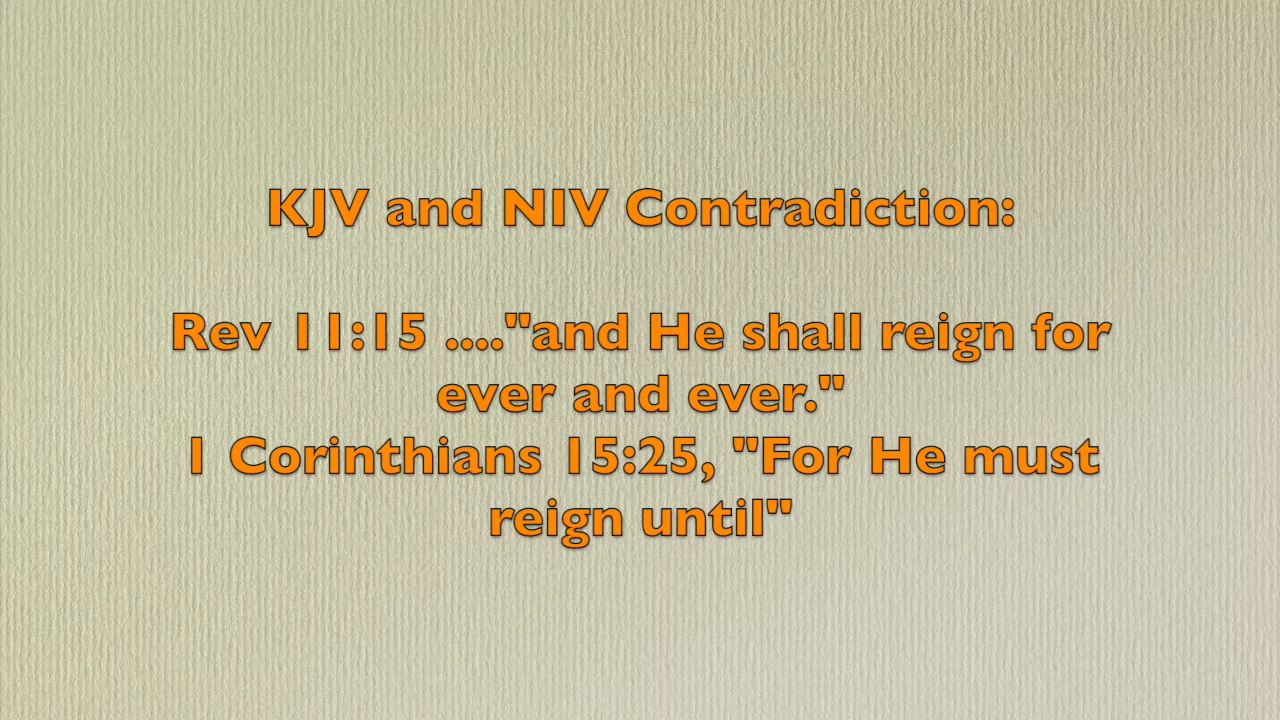 KJV and NIV Contradiction:
Rev 11:15 ...."and He shall reign for
ever and ever."
1 Corinthians 15:25, "For He must
reign until"